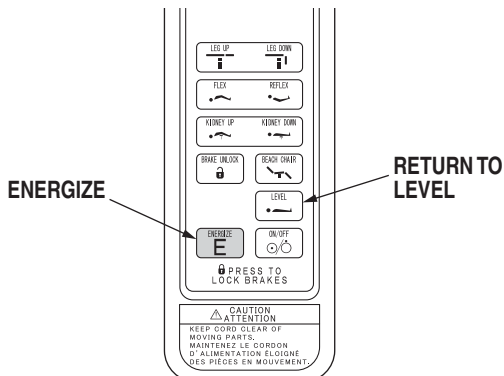 LEG UP LEG DOWN
FLEX REFLEX
KIDNEY UP KIDNEY DOWN
BRAKE UNLOCK BEACH CHAIR
RETURN TO
LEVEL
ENERGIZE
LEVEL
ENERGIZE ON/OFF
E
PRESS TO
LOCK BRAKES
CAUTION
ATTENTION
KEEP CORD CLEAR OF
MOVING PARTS.
MAINTENEZ LE CORDON
D'ALIMENTATION ÉLOIGNÉ
DES PIÈCES EN MOUVEMENT.